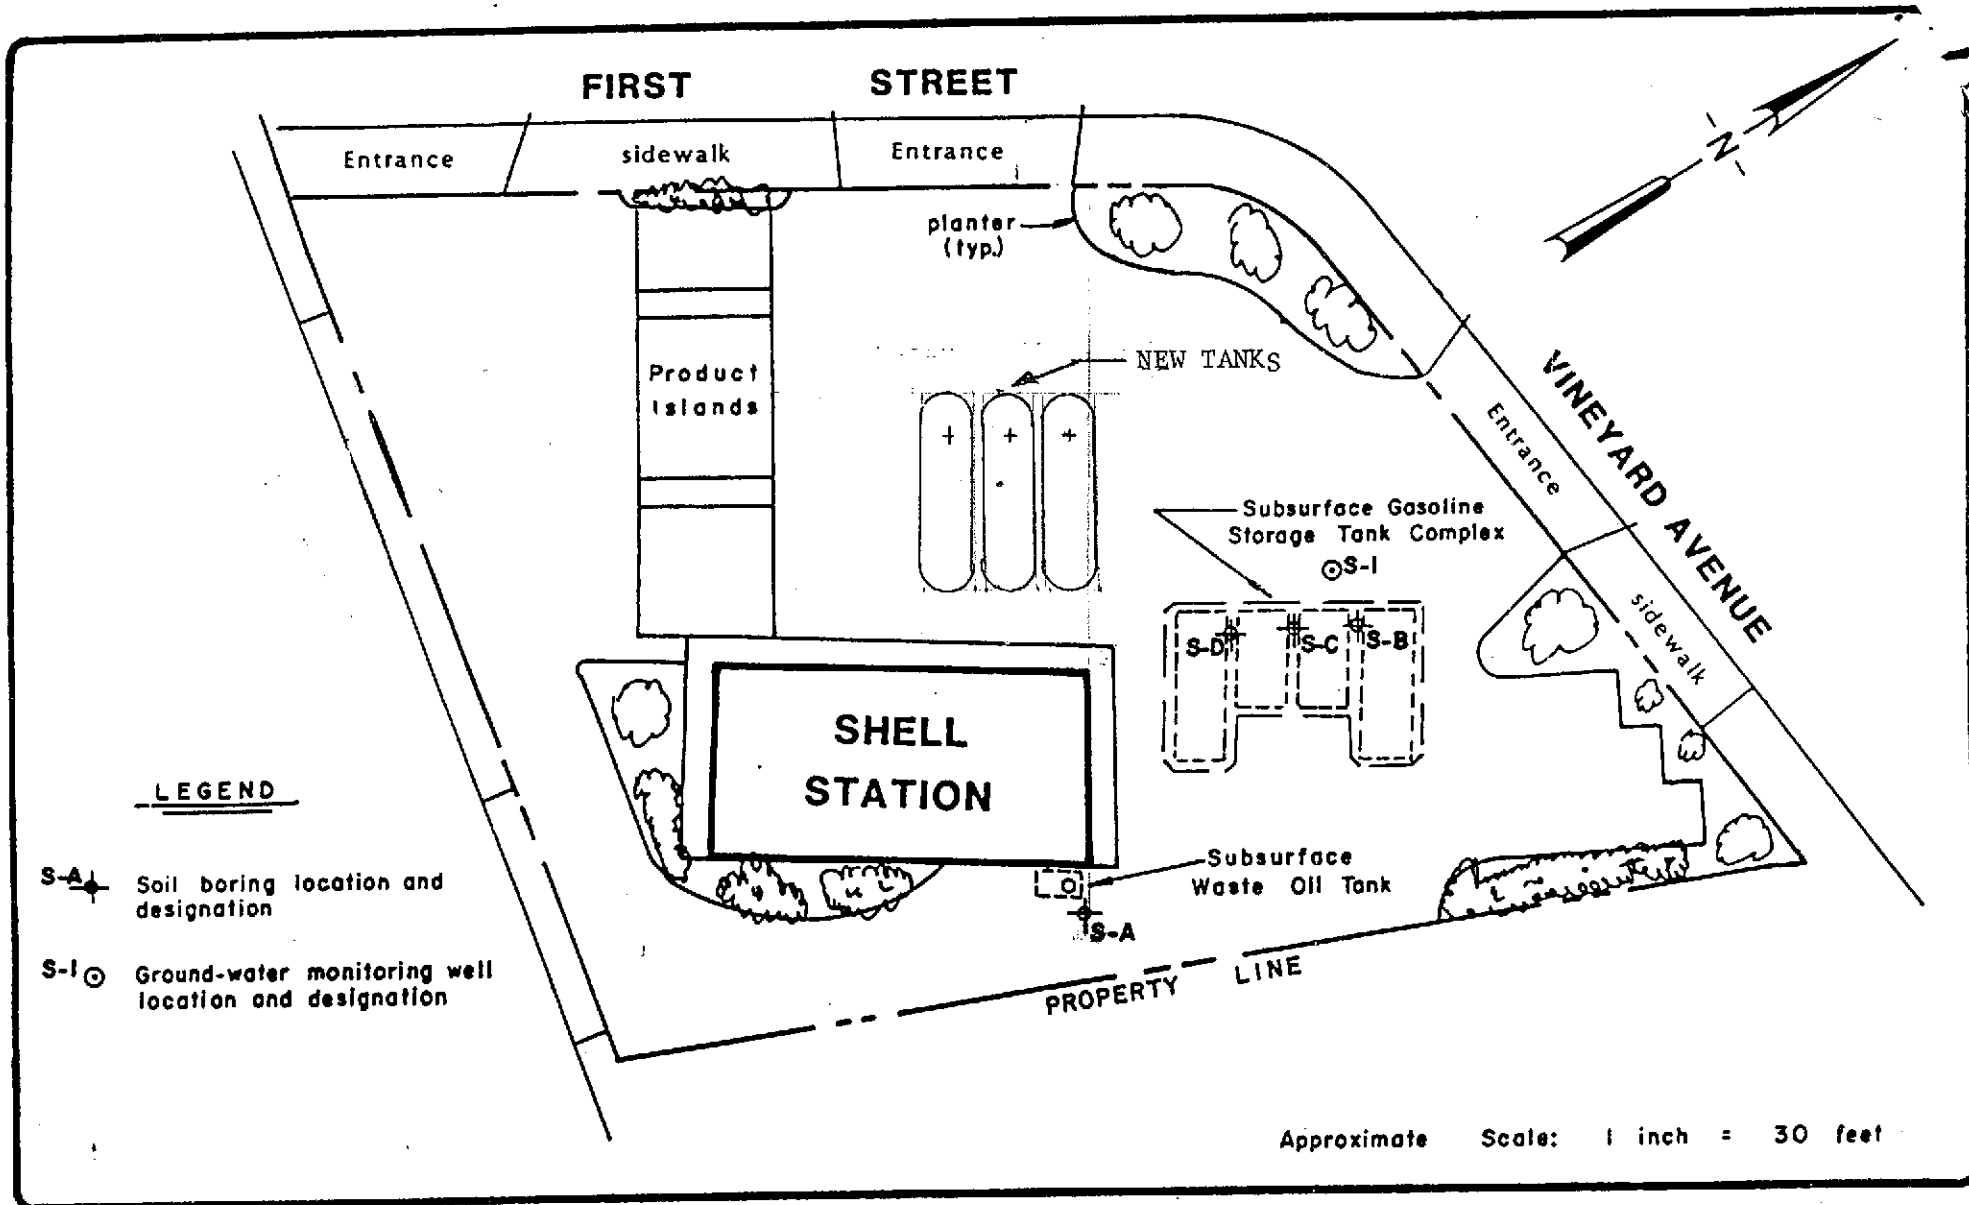 FIRST STREET
Entrance
sidewalk
Entrance
N
planter
(typ.)
NEW TANKS
Product
Islands
VINEYARD AVENUE
Entrance
sidewalk
Subsurface Gasoline
Storage Tank Complex
S-1
S-D
S-C
S-B
SHELL
STATION
Subsurface
Waste Oil Tank
S-A
PROPERTY LINE
LEGEND
S-A
Soil boring location and
designation
S-1
Ground-water monitoring well
location and designation
Approximate Scale: 1 inch = 30 feet